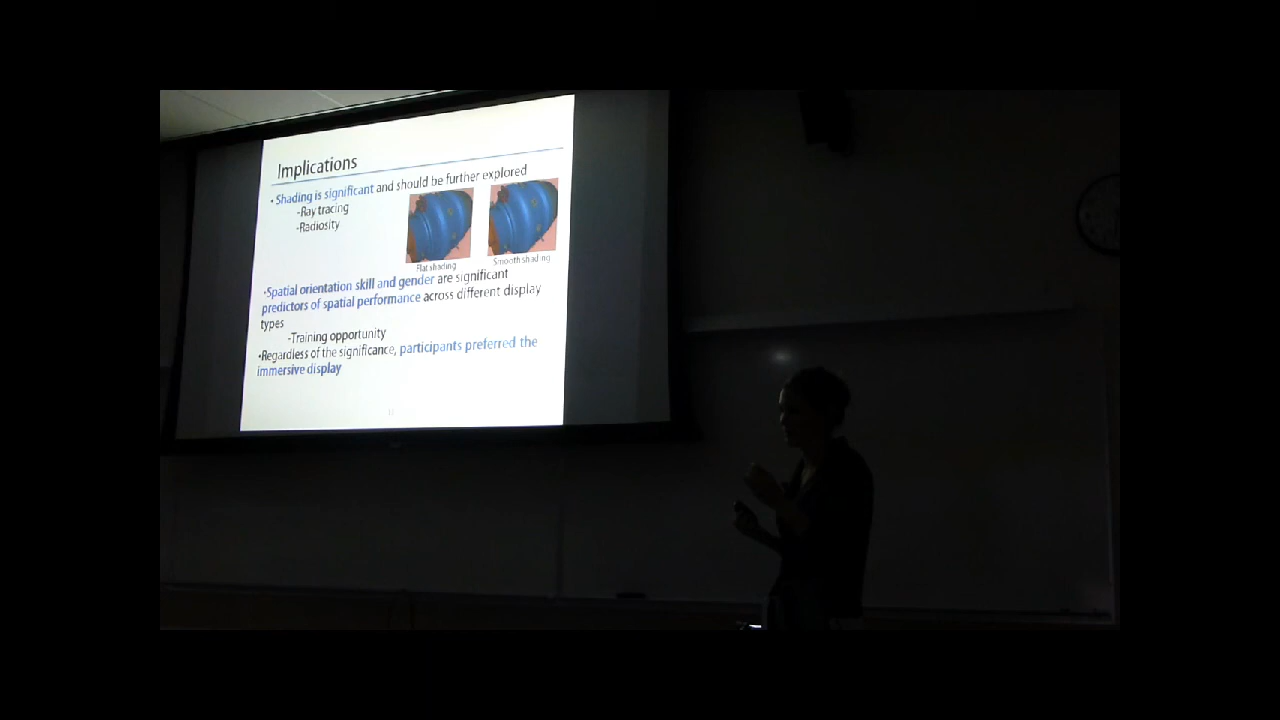 Implications
• Shading is significant and should be further explored
-Ray tracing
-Radiosity
Flat shading
Smooth shading
•Spatial orientation skill and gender are significant
predictors of spatial performance across different display
types
-Training opportunity
•Regardless of the significance, participants preferred the
immersive display